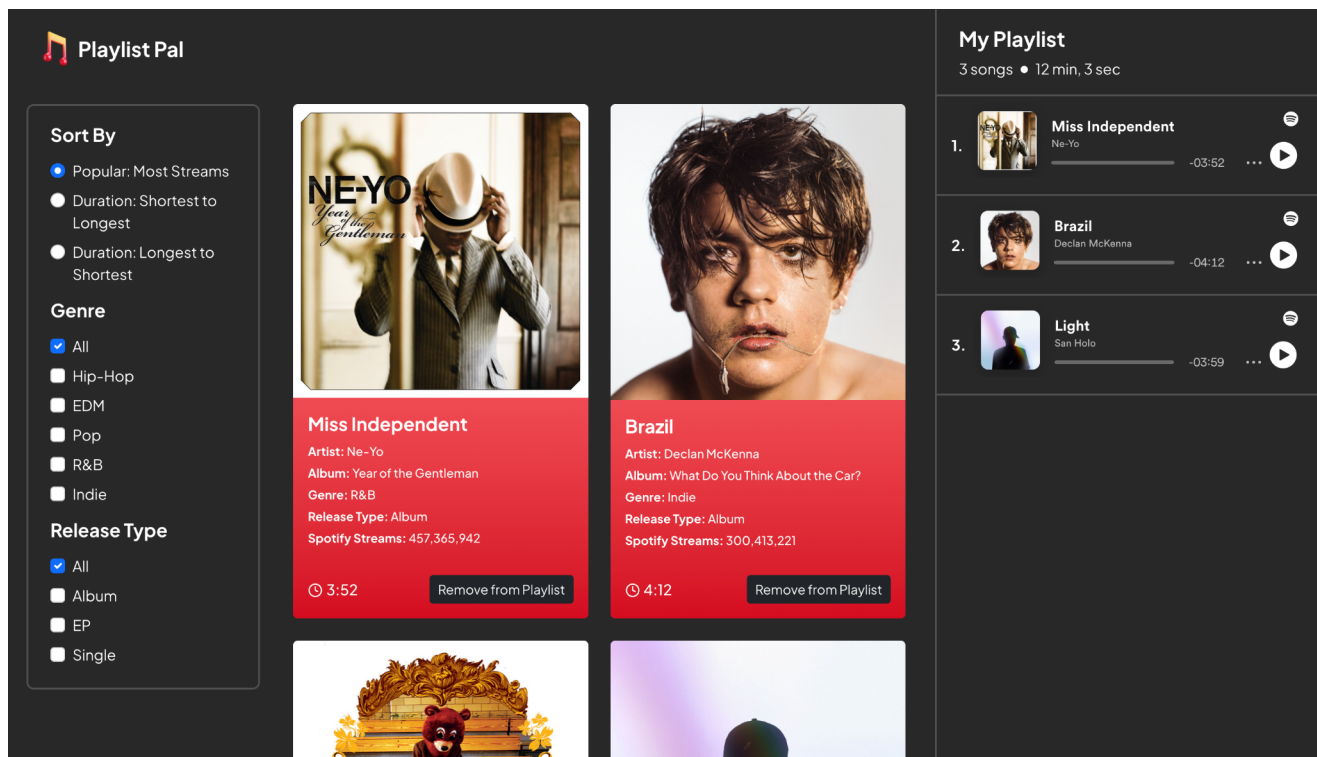 Playlist Pal
Sort By
Popular: Most Streams
Duration: Shortest to
Longest
Duration: Longest to
Shortest
Genre
All
Hip-Hop
EDM
Pop
R&B
Indie
Release Type
All
Album
EP
Single
NE-YO
Year
of the
Gentleman
Miss Independent
Artist: Ne-Yo
Album: Year of the Gentleman
Genre: R&B
Release Type: Album
Spotify Streams: 457,365,942
3:52
Remove from Playlist
Brazil
Artist: Declan McKenna
Album: What Do You Think About the Car?
Genre: Indie
Release Type: Album
Spotify Streams: 300,413,221
4:12
Remove from Playlist
My Playlist
3 songs ● 12 min, 3 sec
1.
NE-YO
Miss Independent
Ne-Yo
-03:52
2.
Brazil
Declan McKenna
-04:12
3.
Light
San Holo
-03:59